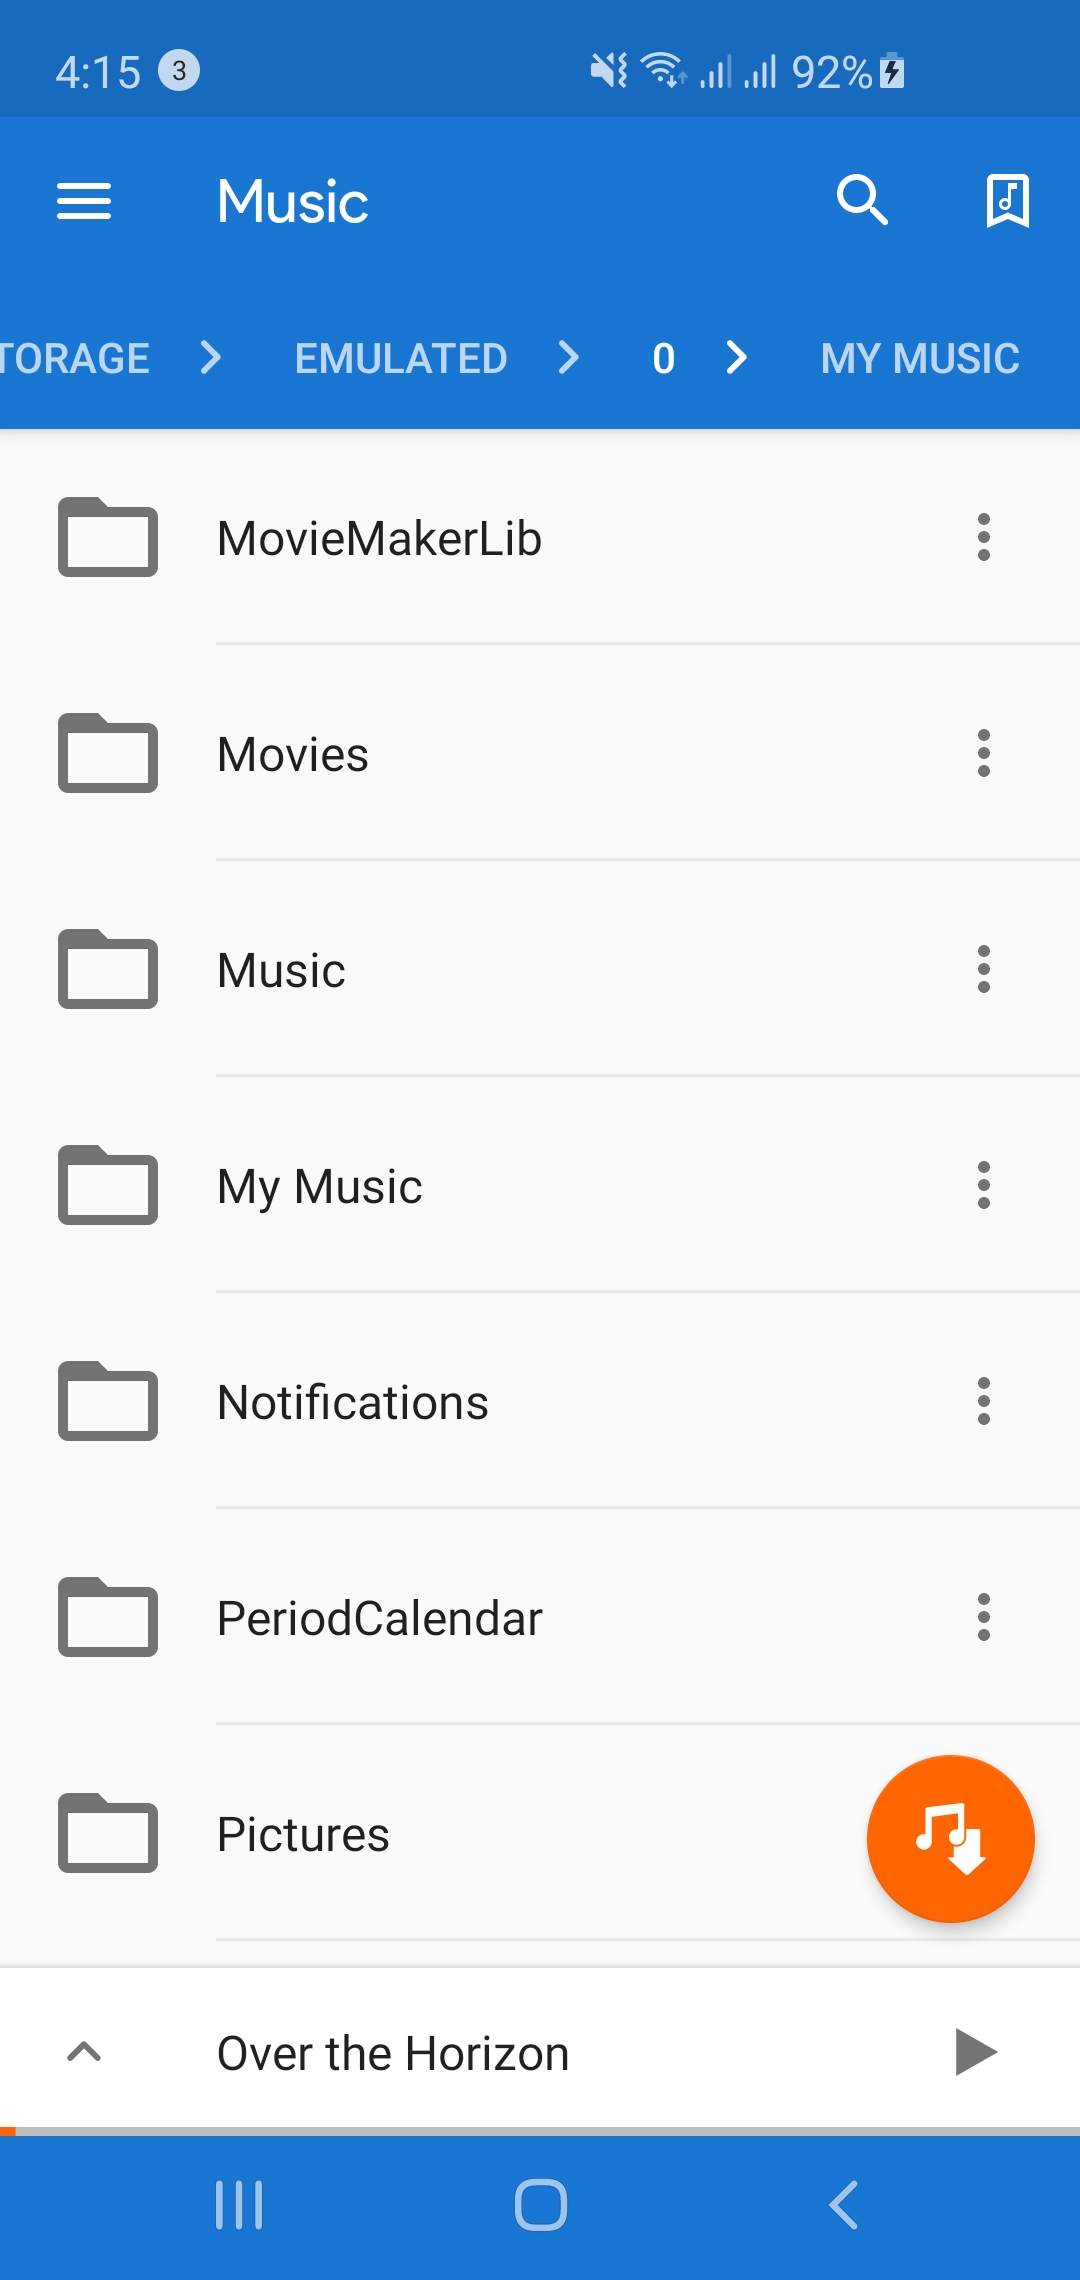 4:15 3 92%
Music
TORAGE EMULATED 0 MY MUSIC
MovieMakerLib
Movies
Music
My Music
Notifications
PeriodCalendar
Pictures
Over the Horizon